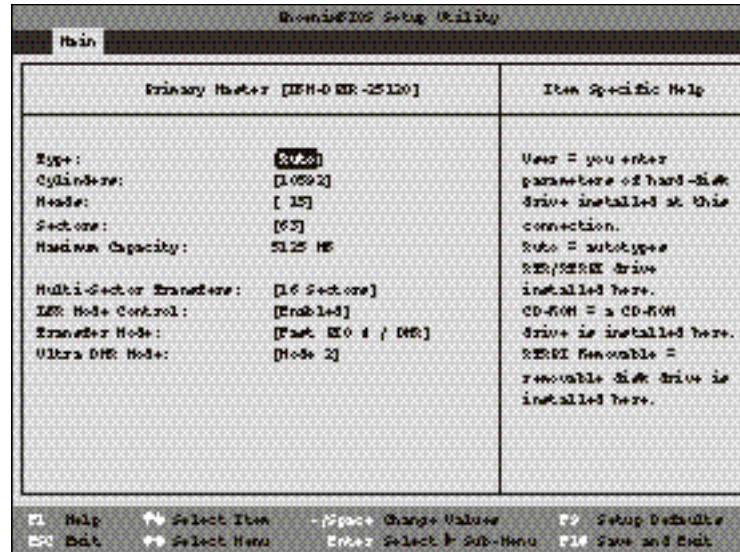 PhoenixBIOS Setup Utility
Main
Primary Master [IBM-DTTA-25120]
Item Specific Help
Type: [Auto]
Cylinders: [10592]
Heads: [ 15]
Sectors: [63]
Maximum Capacity: 5125 MB
Multi-Sector Transfers: [16 Sectors]
LBA Mode Control: [Enabled]
Transfer Mode: [Fast PIO 4 / DMA]
Ultra DMA Mode: [Mode 2]
User = you enter
parameters of hard-disk
drive installed at this
connection.
Auto = autotypes
ATA/ATAPI drive
installed here.
CD-ROM = a CD-ROM
drive is installed here.
ATAPI Removable =
removable disk drive is
installed here.
F1 Help ↑↓ Select Item -/Space Change Values F9 Setup Defaults
ESC Exit Select Menu Enter Select ▶ Sub-Menu F10 Save and Exit